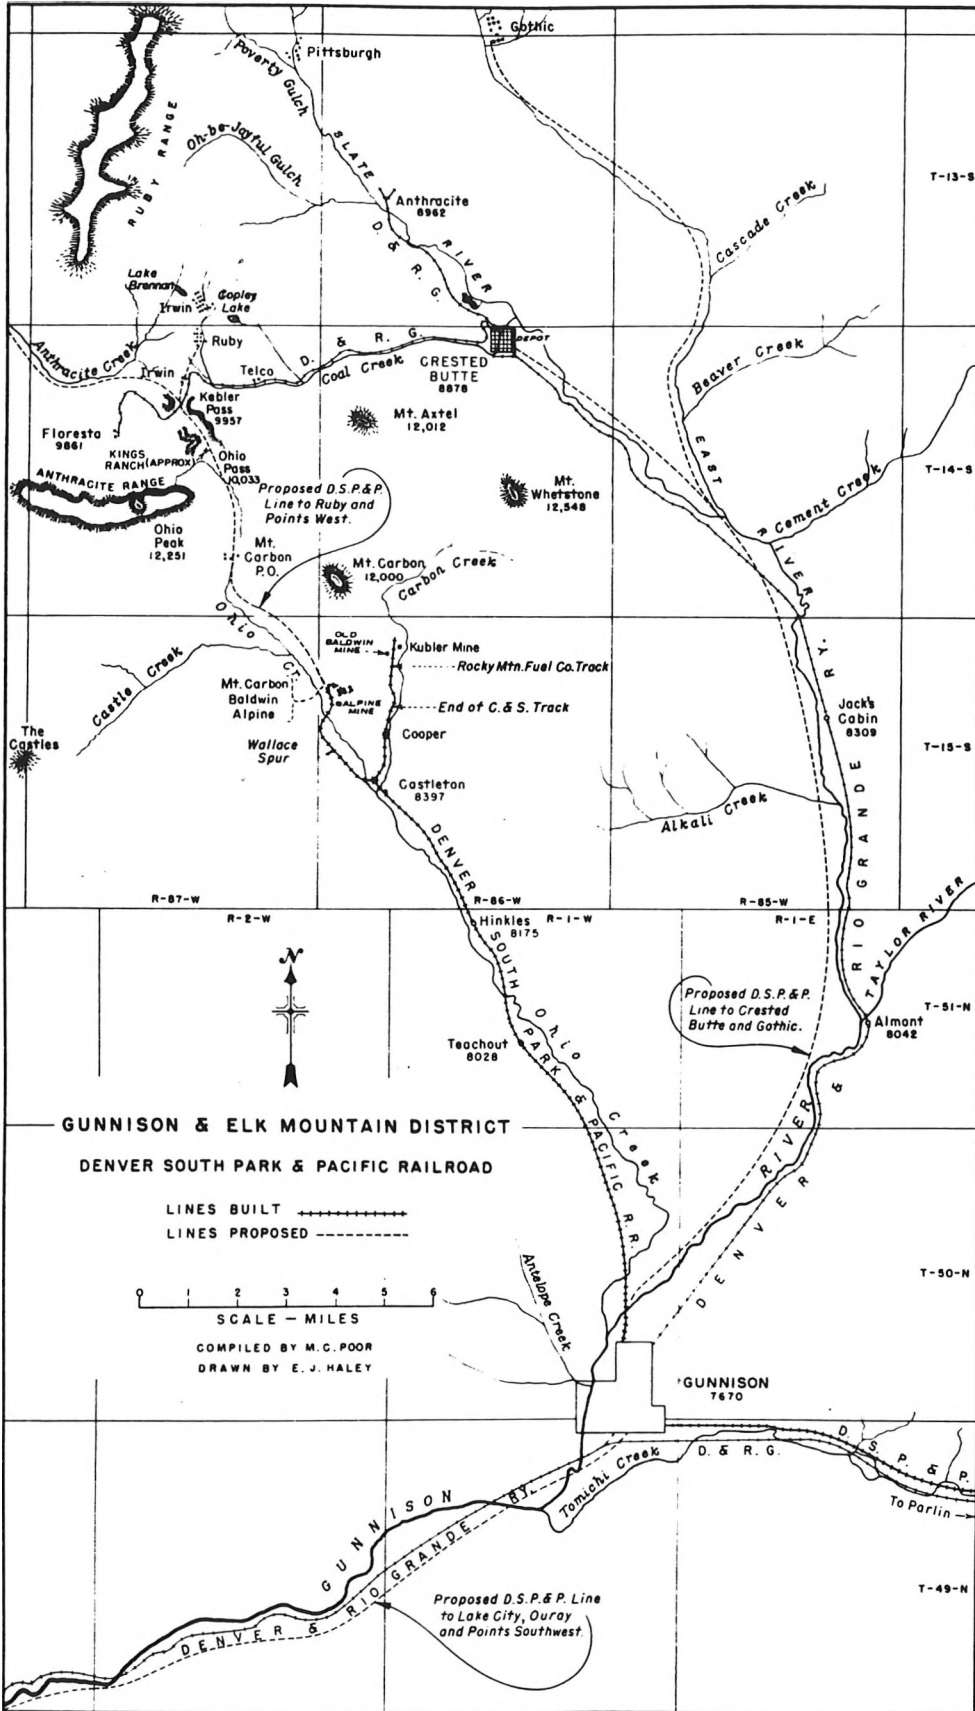 Gothic
Pittsburgh
Poverty Gulch
SLATE RIVER
RUBY RANGE
Oh-be-Jayful Gulch
T-13-S
Anthracite
8962
D. & R. G.
Cascade Creek
Lake
Brennan
Irwin
Copley
Lake
Ruby
DEPOT
Anthracite Creek
Irwin
Telco
D. & R. G.
Coal Creek
CRESTED
BUTTE
8878
Beaver Creek
Kebler
Pass
9957
Mt. Axtel
12,012
Floresta
9861
KINGS
RANCH (APPROX)
Ohio
Pass
10,033
EAST RIVER
T-14-S
ANTHRACITE RANGE
Proposed D.S.P.& P.
Line to Ruby and
Points West.
Mt.
Whetstone
12,548
Cement Creek
Ohio
Peak
12,251
Mt.
Carbon
P.O.
Mt. Carbon
12,000
Carbon Creek
Ohio Cr.
OLD
BALDWIN
MINE
Kubler Mine
Rocky Mtn. Fuel Co. Track
Castle Creek
Mt. Carbon
Baldwin
Alpine
BALPINE
MINE
End of C. & S. Track
Jack's
Cabin
8309
The
Castles
Cooper
Wallace
Spur
T-15-S
Castleton
8397
Alkali Creek
DENVER SOUTH PARK & PACIFIC R.R.
DENVER & RIO GRANDE RY.
R-87-W
R-86-W
R-85-W
R-2-W
R-1-W
R-1-E
Hinkles
8175
TAYLOR RIVER
N
Proposed D.S.P.& P.
Line to Crested
Butte and Gothic.
T-51-N
Almont
8042
Teachout
8028
Ohio Creek
GUNNISON & ELK MOUNTAIN DISTRICT
DENVER SOUTH PARK & PACIFIC RAILROAD
RIVER
LINES BUILT
LINES PROPOSED
Antelope Creek
T-50-N
0 1 2 3 4 5 6
SCALE — MILES
COMPILED BY M.C. POOR
DRAWN BY E. J. HALEY
GUNNISON
7670
D. S. P. & P.
D. & R. G.
Tomichi Creek
To Parlin
GUNNISON
DENVER & RIO GRANDE RY.
T-49-N
Proposed D.S.P.& P. Line
to Lake City, Ouray
and Points Southwest.